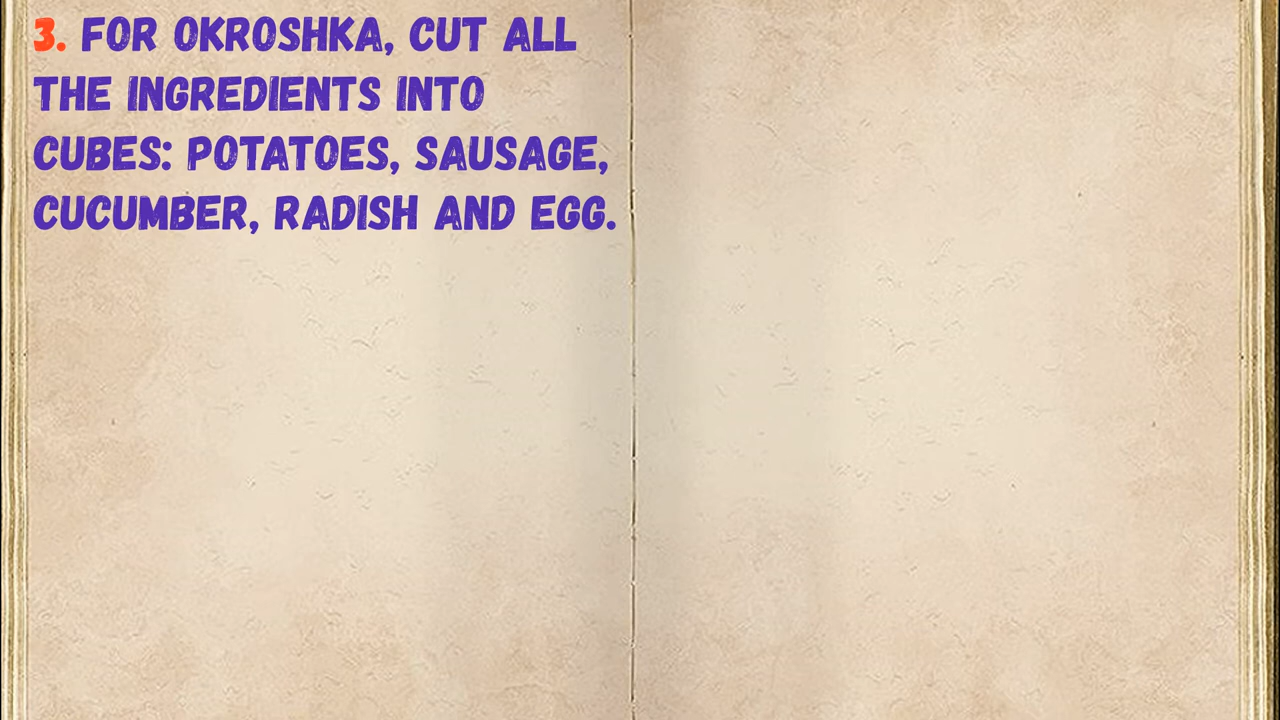 3. FOR OKROSHKA, CUT ALL
THE INGREDIENTS INTO
CUBES: POTATOES, SAUSAGE,
CUCUMBER, RADISH AND EGG.